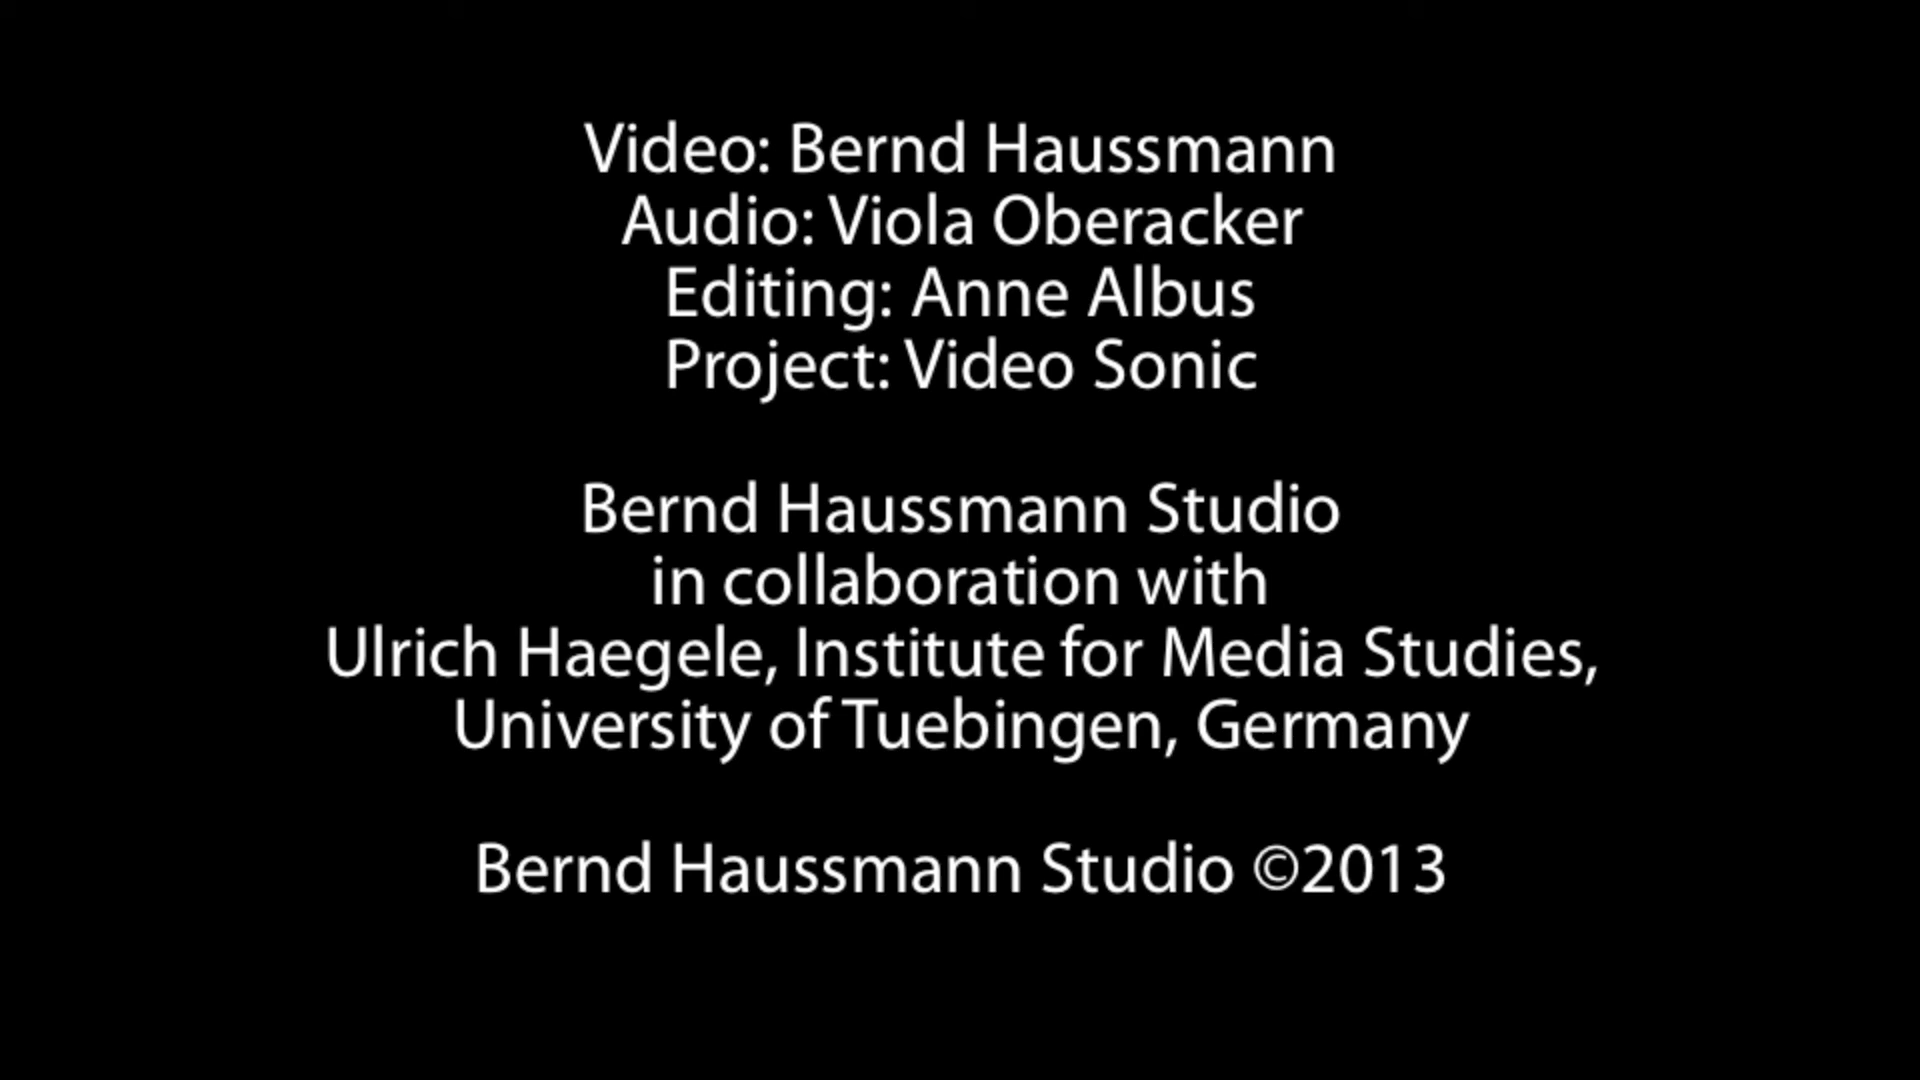 Video: Bernd Haussmann
Audio: Viola Oberacker
Editing: Anne Albus
Project: Video Sonic
Bernd Haussmann Studio
in collaboration with
Ulrich Haegele, Institute for Media Studies,
University of Tuebingen, Germany
Bernd Haussmann Studio ©2013